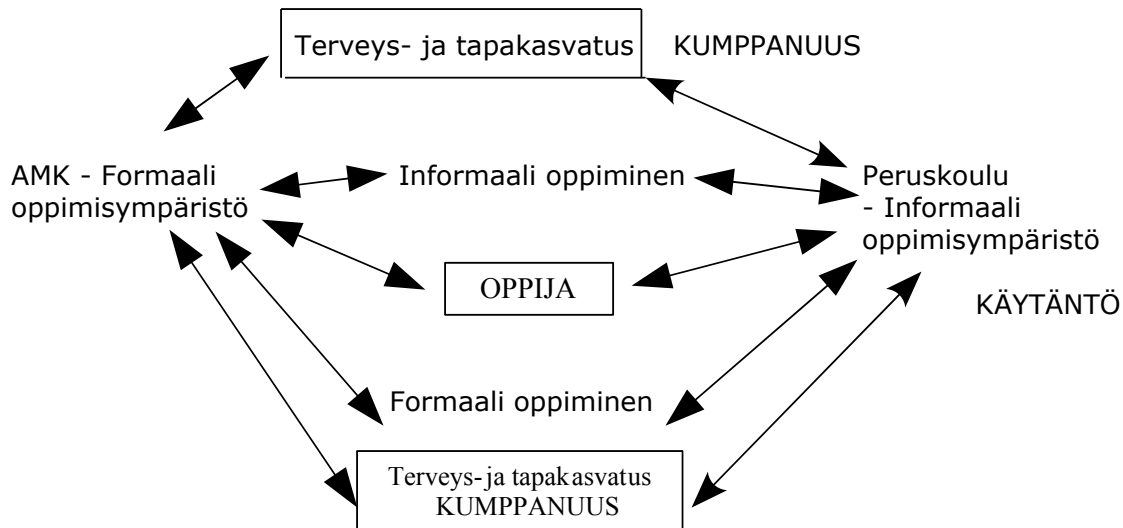 Terveys- ja tapakasvatus
KUMPPANUUS
AMK - Formaali
oppimisympäristö
Informaali oppiminen
Peruskoulu
- Informaali
oppimisympäristö
OPPIJA
KÄYTÄNTÖ
Formaali oppiminen
Terveys- ja tapakasvatus
KUMPPANUUS